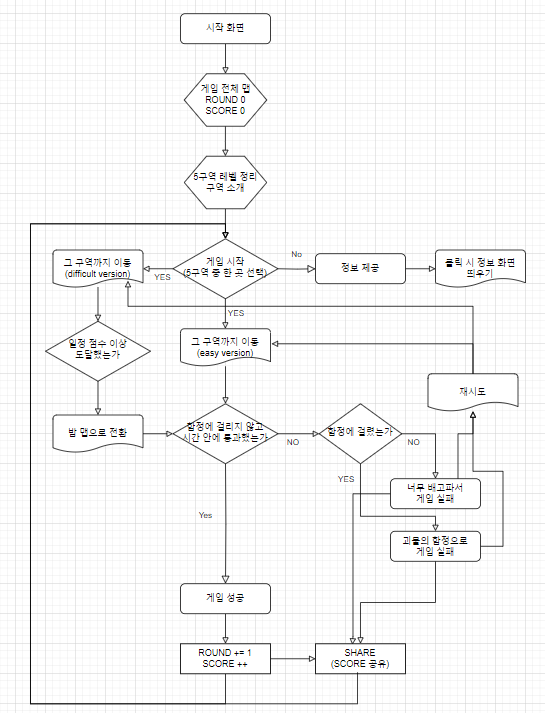 시작 화면
게임 전체 맵
ROUND 0
SCORE 0
5구역 레벨 정리
구역 소개
게임 시작
(5구역 중 한 곳 선택)
YES
No
YES
그 구역까지 이동
(difficult version)
정보 제공
클릭 시 정보 화면
띄우기
일정 점수 이상
도달했는가
그 구역까지 이동
(easy version)
재시도
밤 맵으로 전환
함정에 걸리지 않고
시간 안에 통과했는가
NO
함정에 걸렸는가
NO
YES
너무 배고파서
게임 실패
Yes
괴물의 함정으로
게임 실패
게임 성공
ROUND += 1
SCORE ++
SHARE
(SCORE 공유)